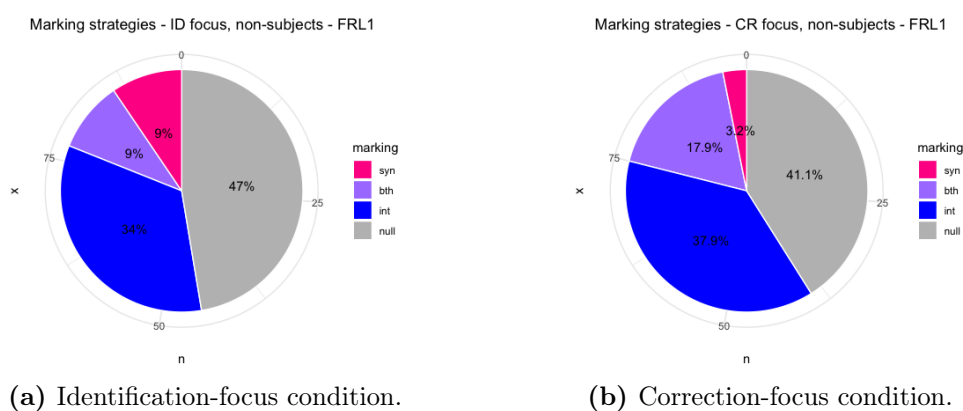 Marking strategies - ID focus, non-subjects - FRL1
0
9%
9%
marking
syn
bth
int
null
75
x
47%
25
34%
50
n
(a) Identification-focus condition.
Marking strategies - CR focus, non-subjects - FRL1
0
3.2%
17.9%
marking
syn
bth
int
null
75
x
41.1%
25
37.9%
50
n
(b) Correction-focus condition.